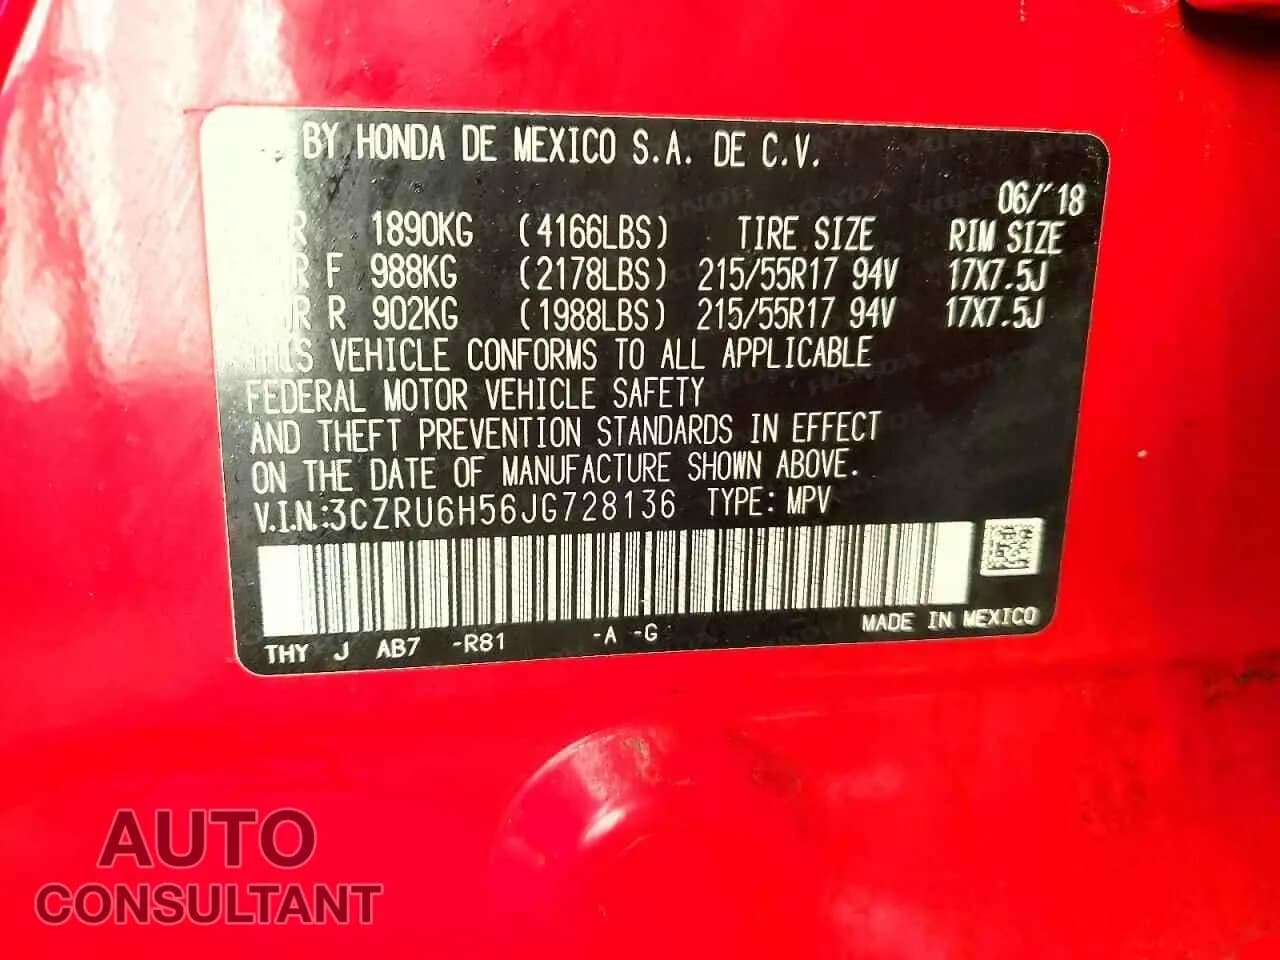 BY HONDA DE MEXICO S.A. DE C.V.
06/'18
R 1890KG (4166LBS) TIRE SIZE RIM SIZE
R F 988KG (2178LBS) 215/55R17 94V 17X7.5J
R R 902KG (1988LBS) 215/55R17 94V 17X7.5J
THIS VEHICLE CONFORMS TO ALL APPLICABLE
FEDERAL MOTOR VEHICLE SAFETY
AND THEFT PREVENTION STANDARDS IN EFFECT
ON THE DATE OF MANUFACTURE SHOWN ABOVE.
V.I.N.:3CZRU6H56JG728136 TYPE: MPV
THY J AB7 -R81 -A -G MADE IN MEXICO
AUTO
CONSULTANT